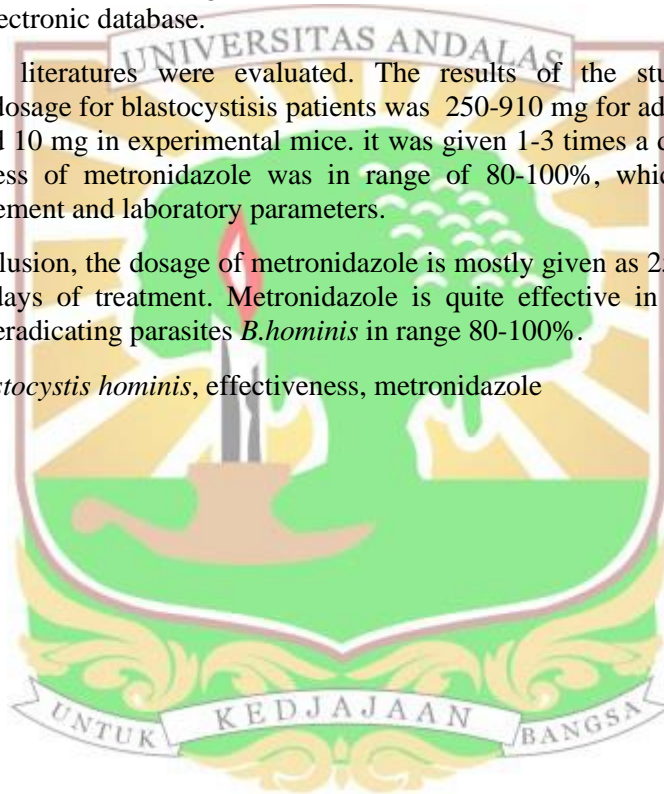 ectronic database.
UNIVERSITAS ANDALAS
literatures were evaluated. The results of the stu
dosage for blastocystisis patients was 250-910 mg for ad
d 10 mg in experimental mice. it was given 1-3 times a d
ess of metronidazole was in range of 80-100%, which
ement and laboratory parameters.
clusion, the dosage of metronidazole is mostly given as 2
days of treatment. Metronidazole is quite effective in
eradicating parasites B.hominis in range 80-100%.
stocystis hominis, effectiveness, metronidazole
UNTUK KEDJAJAAN BANGSA